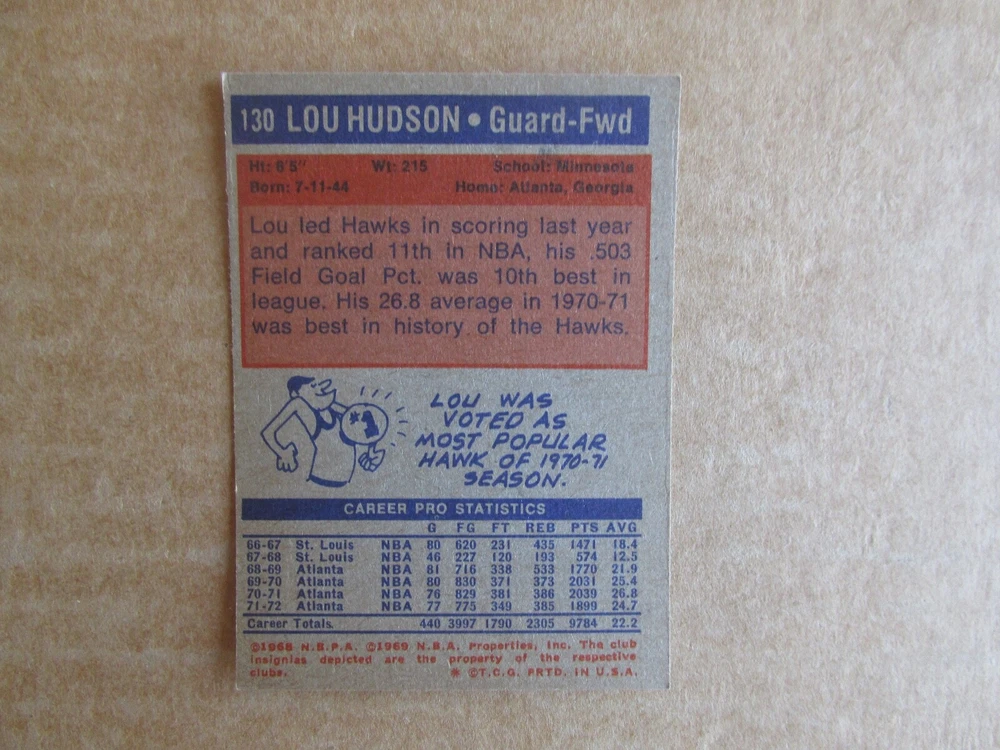 130 LOU HUDSON • Guard-Fwd
Ht: 6'5" Wt: 215 School: Minnesota
Born: 7-11-44 Home: Atlanta, Georgia
Lou led Hawks in scoring last year
and ranked 11th in NBA, his .503
Field Goal Pct. was 10th best in
league. His 26.8 average in 1970-71
was best in history of the Hawks.
#1
LOU WAS
VOTED AS
MOST POPULAR
HAWK OF 1970-71
SEASON.
CAREER PRO STATISTICS
G FG FT REB PTS AVG
66-67 St. Louis NBA 80 620 231 435 1471 18.4
67-68 St. Louis NBA 46 227 120 193 574 12.5
68-69 Atlanta NBA 81 716 338 533 1770 21.9
69-70 Atlanta NBA 80 830 371 373 2031 25.4
70-71 Atlanta NBA 76 829 381 386 2039 26.8
71-72 Atlanta NBA 77 775 349 385 1899 24.7
Career Totals 440 3997 1790 2305 9784 22.2
©1968 N.B.P.A. ©1969 N.B.A. Properties, Inc. The club
insignias depicted are the property of the respective
clubs. * ©T.C.G. PRTD. IN U.S.A.